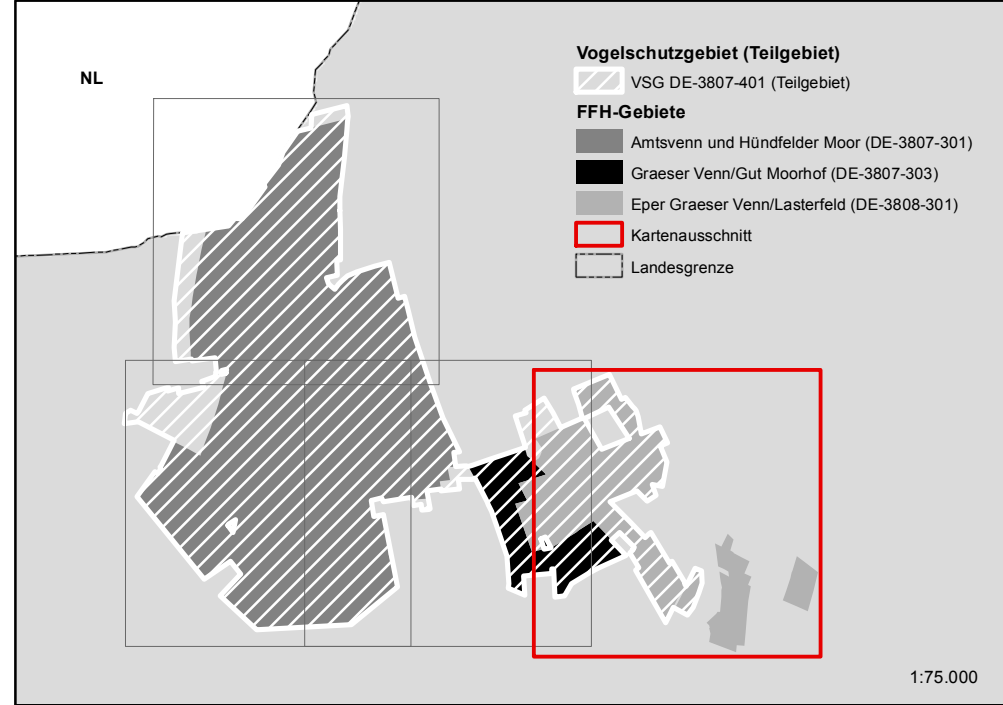 NL
Vogelschutzgebiet (Teilgebiet)
VSG DE-3807-401 (Teilgebiet)
FFH-Gebiete
Amtsvenn und Hündfelder Moor (DE-3807-301)
Graeser Venn/Gut Moorhof (DE-3807-303)
Eper Graeser Venn/Lasterfeld (DE-3808-301)
Kartenausschnitt
Landesgrenze
1:75.000